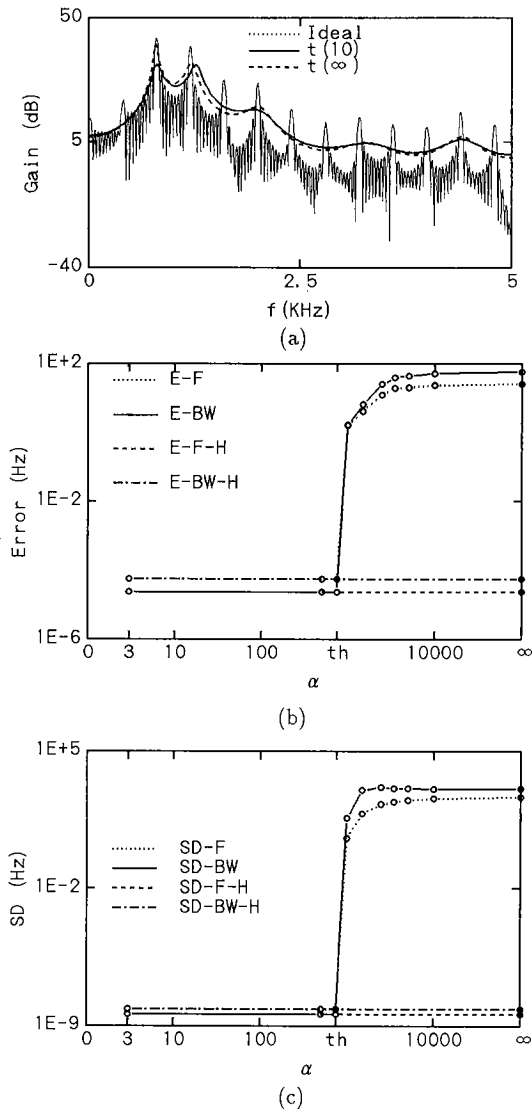 50
5
-40
Gain (dB)
Ideal
t(10)
t(∞)
0
2.5
5
f(KHz)
(a)
1E+2
1E-2
1E-6
Error (Hz)
E-F
E-BW
E-F-H
E-BW-H
0 3 10 100 th 10000 ∞
α
(b)
1E+5
1E-2
1E-9
SD (Hz)
SD-F
SD-BW
SD-F-H
SD-BW-H
0 3 10 100 th 10000 ∞
α
(c)